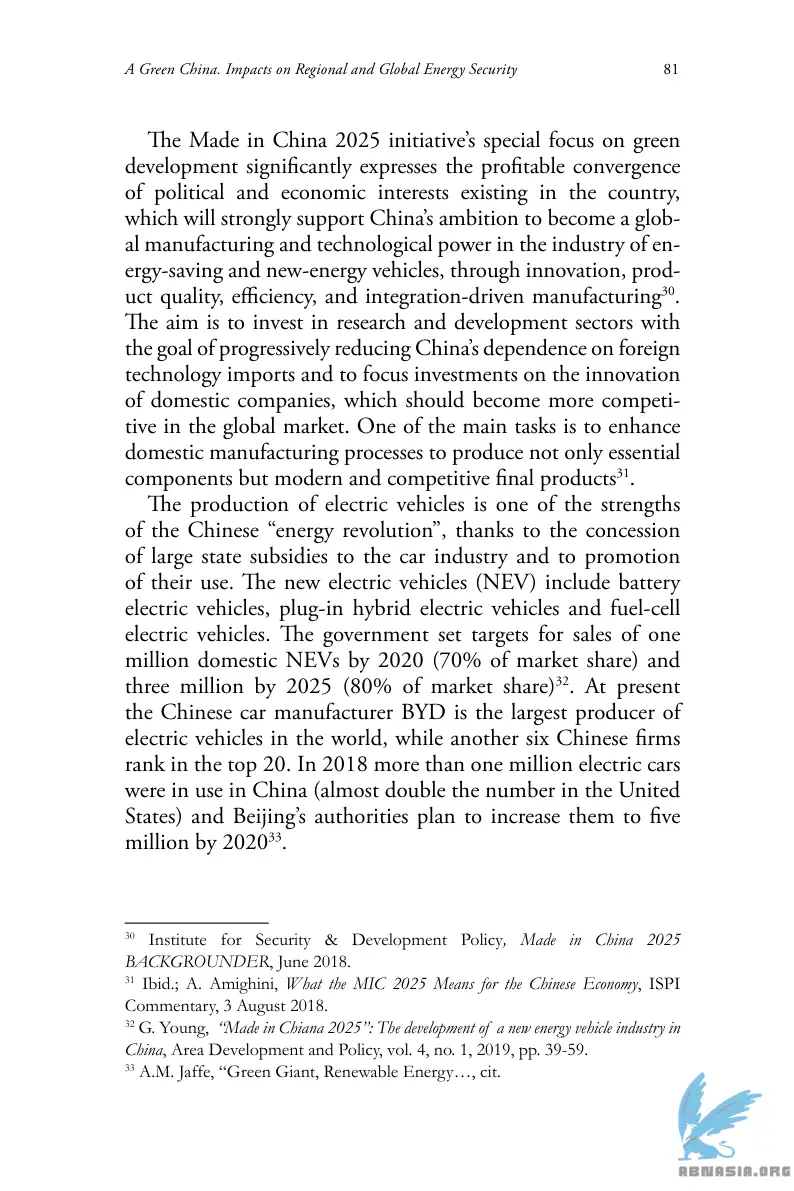 A Green China. Impacts on Regional and Global Energy Security 81
The Made in China 2025 initiative’s special focus on green
development significantly expresses the profitable convergence
of political and economic interests existing in the country,
which will strongly support China’s ambition to become a glob-
al manufacturing and technological power in the industry of en-
ergy-saving and new-energy vehicles, through innovation, prod-
uct quality, efficiency, and integration-driven manufacturing³⁰.
The aim is to invest in research and development sectors with
the goal of progressively reducing China’s dependence on foreign
technology imports and to focus investments on the innovation
of domestic companies, which should become more competi-
tive in the global market. One of the main tasks is to enhance
domestic manufacturing processes to produce not only essential
components but modern and competitive final products³¹.
The production of electric vehicles is one of the strengths
of the Chinese “energy revolution”, thanks to the concession
of large state subsidies to the car industry and to promotion
of their use. The new electric vehicles (NEV) include battery
electric vehicles, plug-in hybrid electric vehicles and fuel-cell
electric vehicles. The government set targets for sales of one
million domestic NEVs by 2020 (70% of market share) and
three million by 2025 (80% of market share)³². At present
the Chinese car manufacturer BYD is the largest producer of
electric vehicles in the world, while another six Chinese firms
rank in the top 20. In 2018 more than one million electric cars
were in use in China (almost double the number in the United
States) and Beijing’s authorities plan to increase them to five
million by 2020³³.
³⁰ Institute for Security & Development Policy, Made in China 2025
BACKGROUNDER, June 2018.
³¹ Ibid.; A. Amighini, What the MIC 2025 Means for the Chinese Economy, ISPI
Commentary, 3 August 2018.
³² G. Young, “Made in Chiana 2025”: The development of a new energy vehicle industry in
China, Area Development and Policy, vol. 4, no. 1, 2019, pp. 39-59.
³³ A.M. Jaffe, “Green Giant, Renewable Energy…, cit.
ABNASIA.ORG